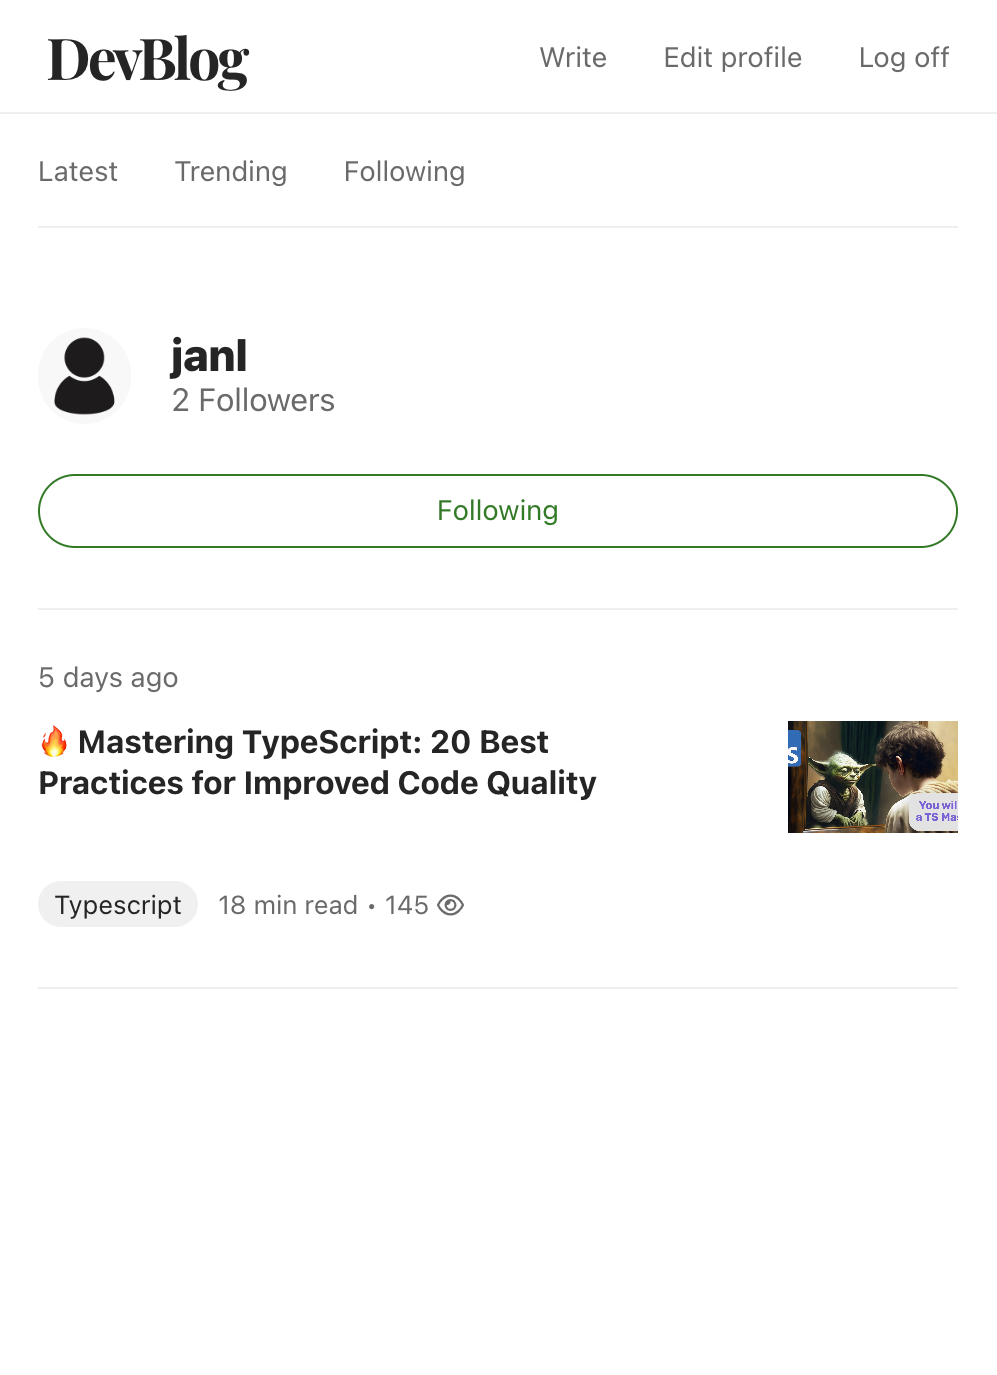 DevBlog
Write
Edit profile
Log off
Latest
Trending
Following
janl
2 Followers
Following
5 days ago
🔥 Mastering TypeScript: 20 Best
Practices for Improved Code Quality
S
You wil
a TS Ma
Typescript
18 min read • 145